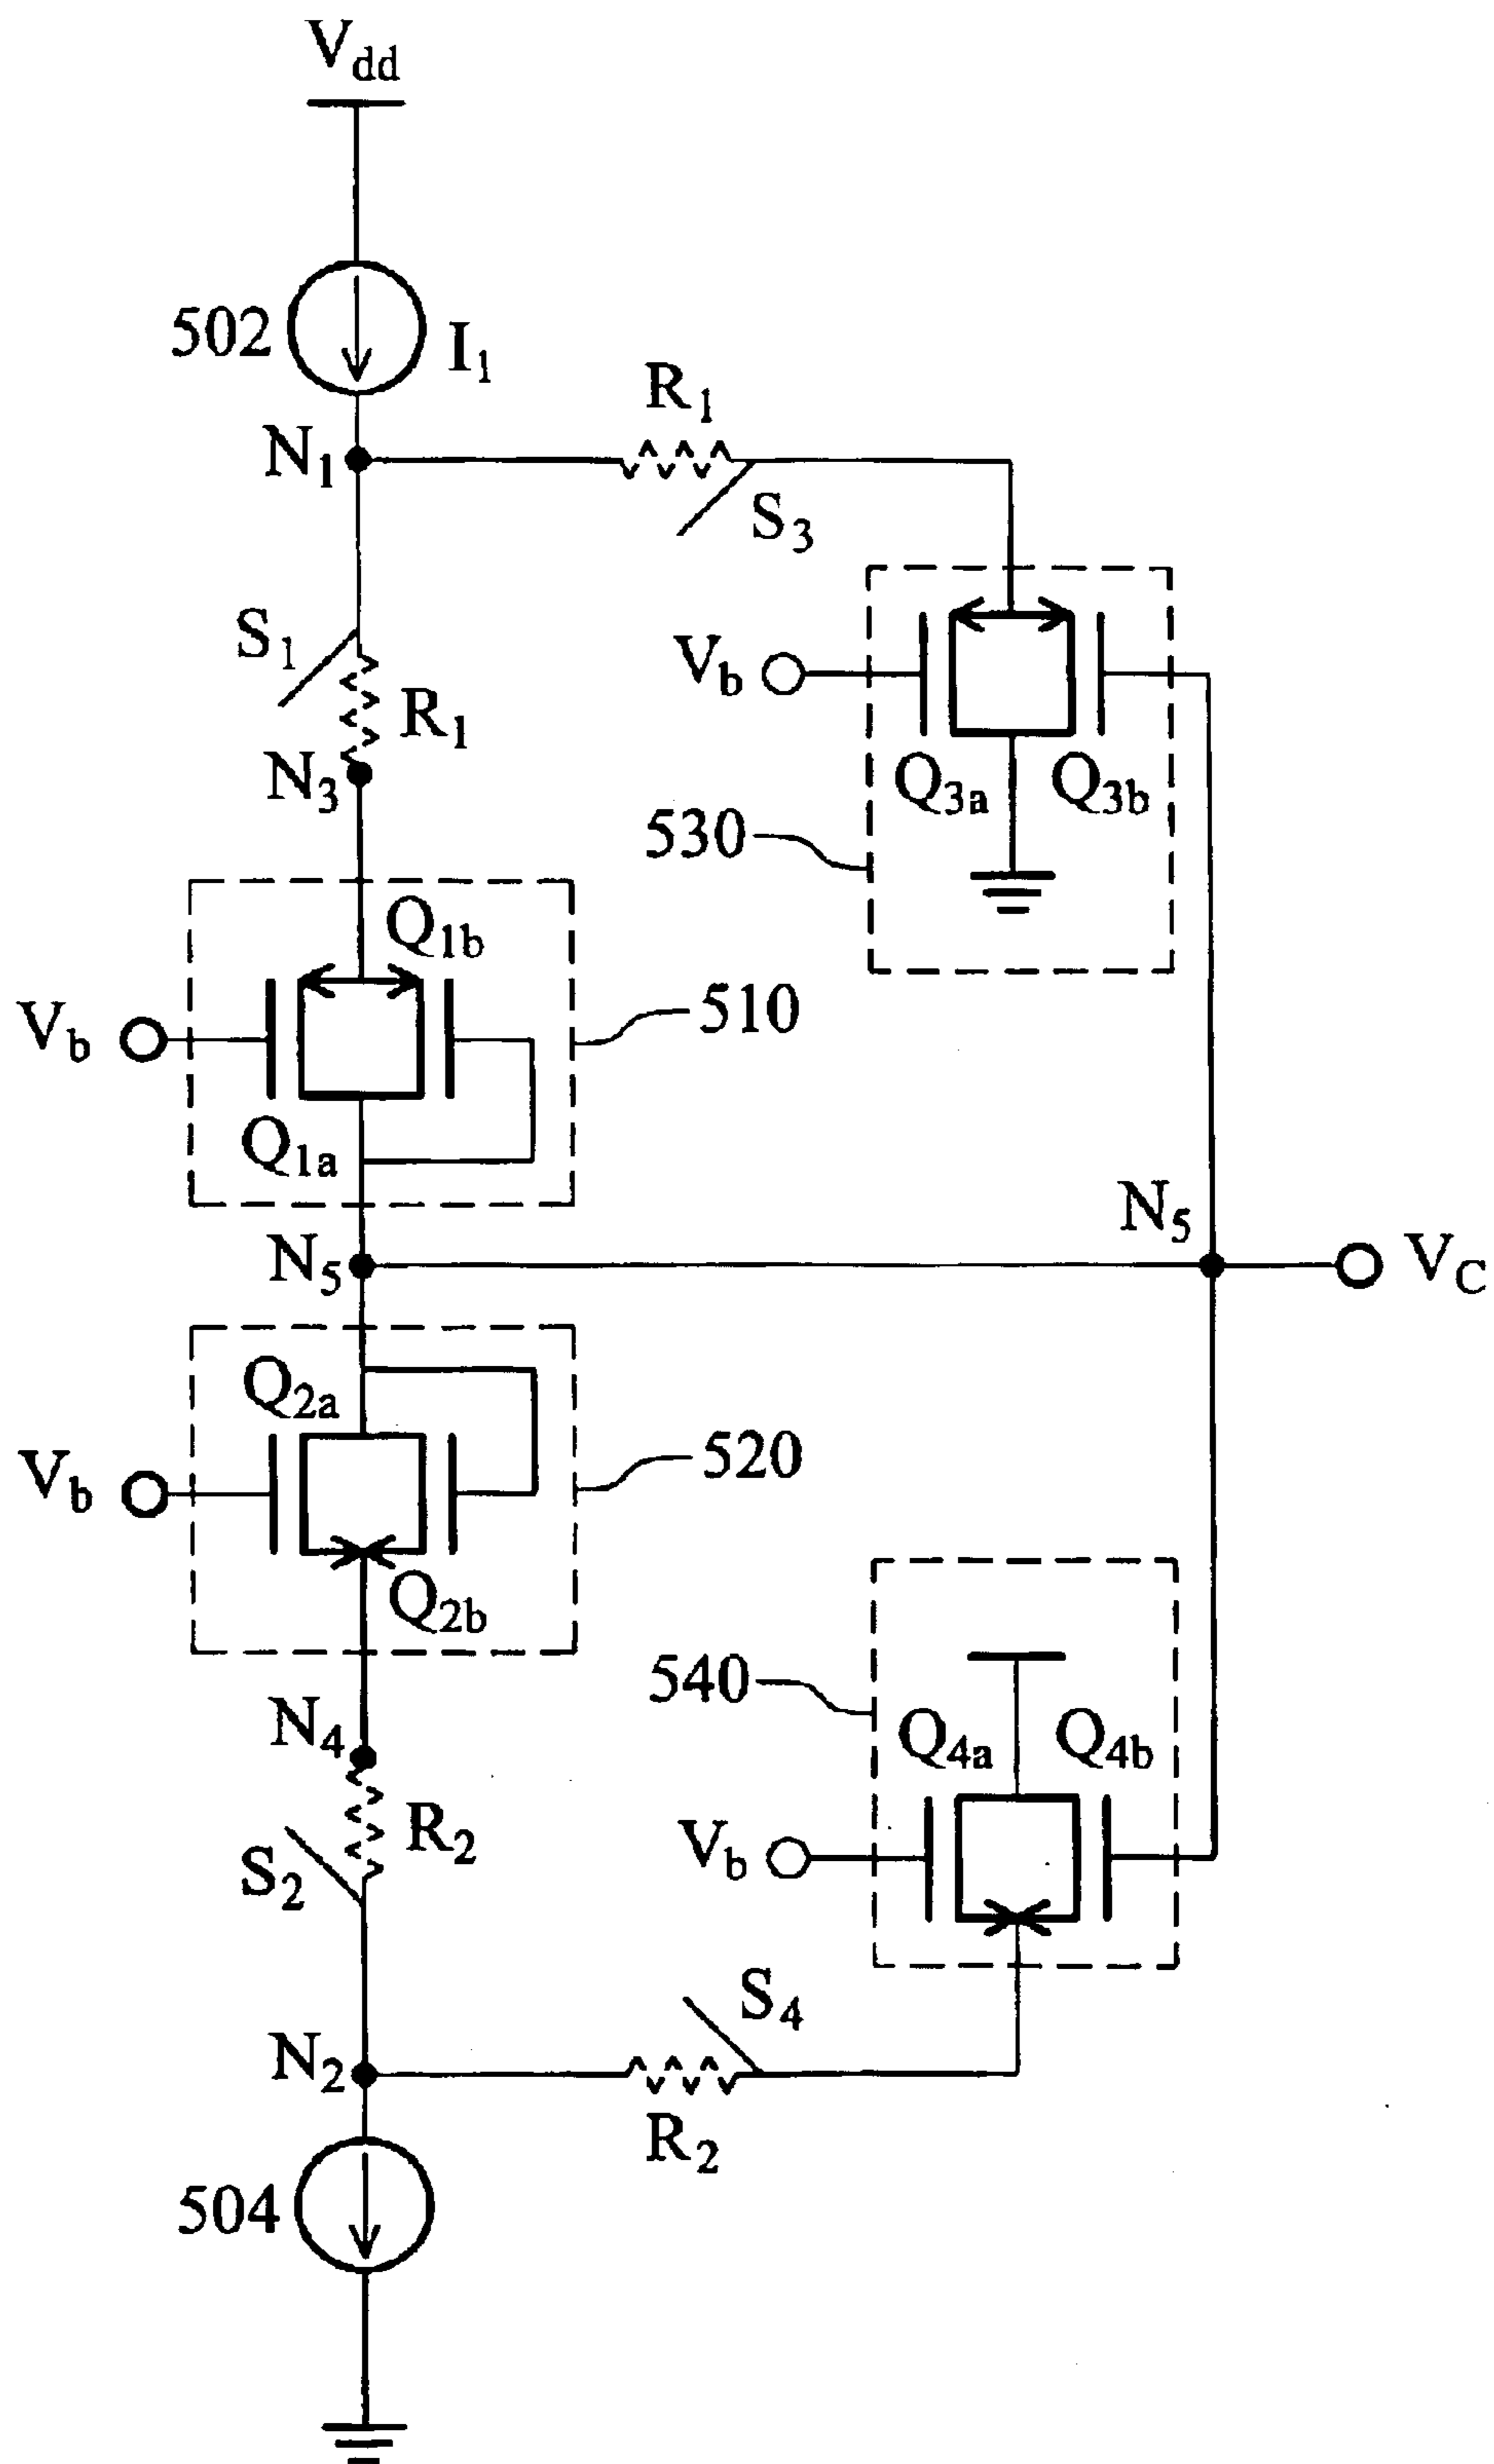 Vdd
502
I1
R1
N1
S3
S1
R1
Vb
N3
Q3a
Q3b
530
Q1b
510
Vb
Q1a
N5
N5
VC
Q2a
520
Vb
Q2b
540
N4
Q4a
Q4b
R2
Vb
S2
S4
N2
R2
504